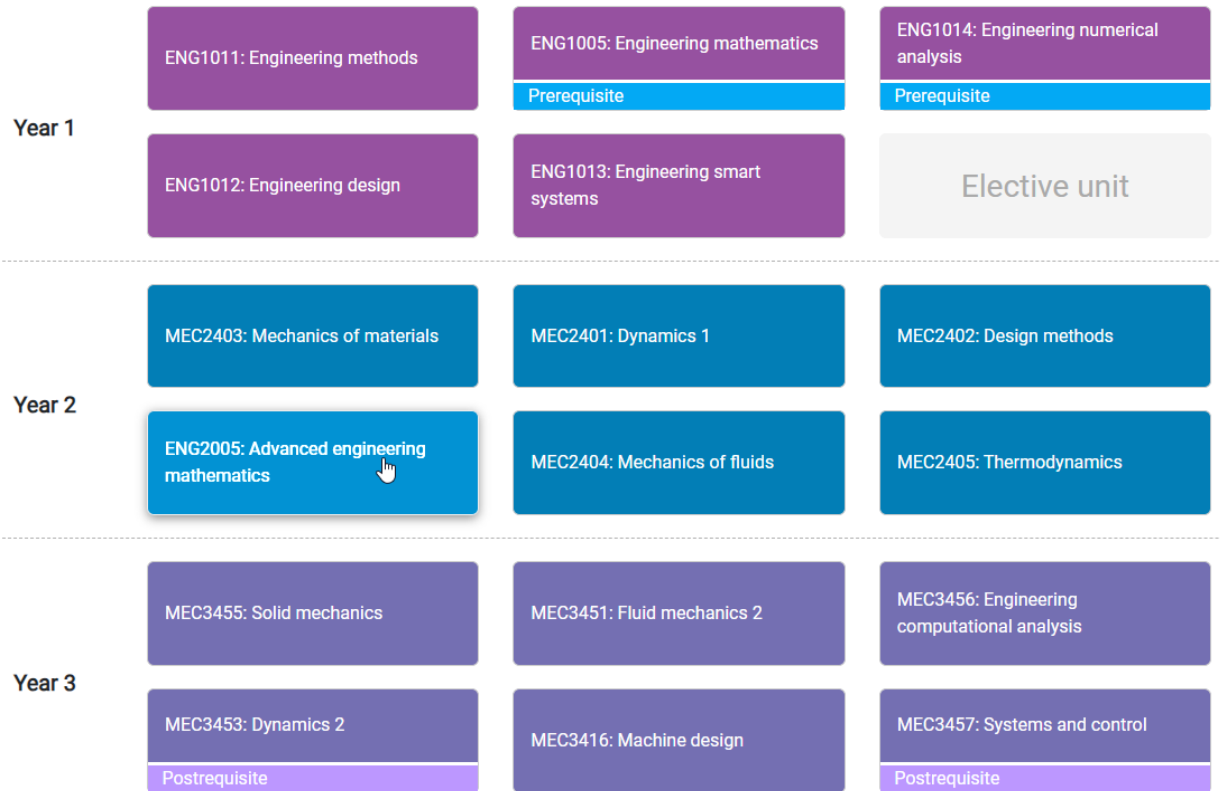 ENG1011: Engineering methods
ENG1005: Engineering mathematics
Prerequisite
ENG1014: Engineering numerical
analysis
Prerequisite
Year 1
ENG1012: Engineering design
ENG1013: Engineering smart
systems
Elective unit
MEC2403: Mechanics of materials
MEC2401: Dynamics 1
MEC2402: Design methods
Year 2
ENG2005: Advanced engineering
mathematics
MEC2404: Mechanics of fluids
MEC2405: Thermodynamics
MEC3455: Solid mechanics
MEC3451: Fluid mechanics 2
MEC3456: Engineering
computational analysis
Year 3
MEC3453: Dynamics 2
Postrequisite
MEC3416: Machine design
MEC3457: Systems and control
Postrequisite